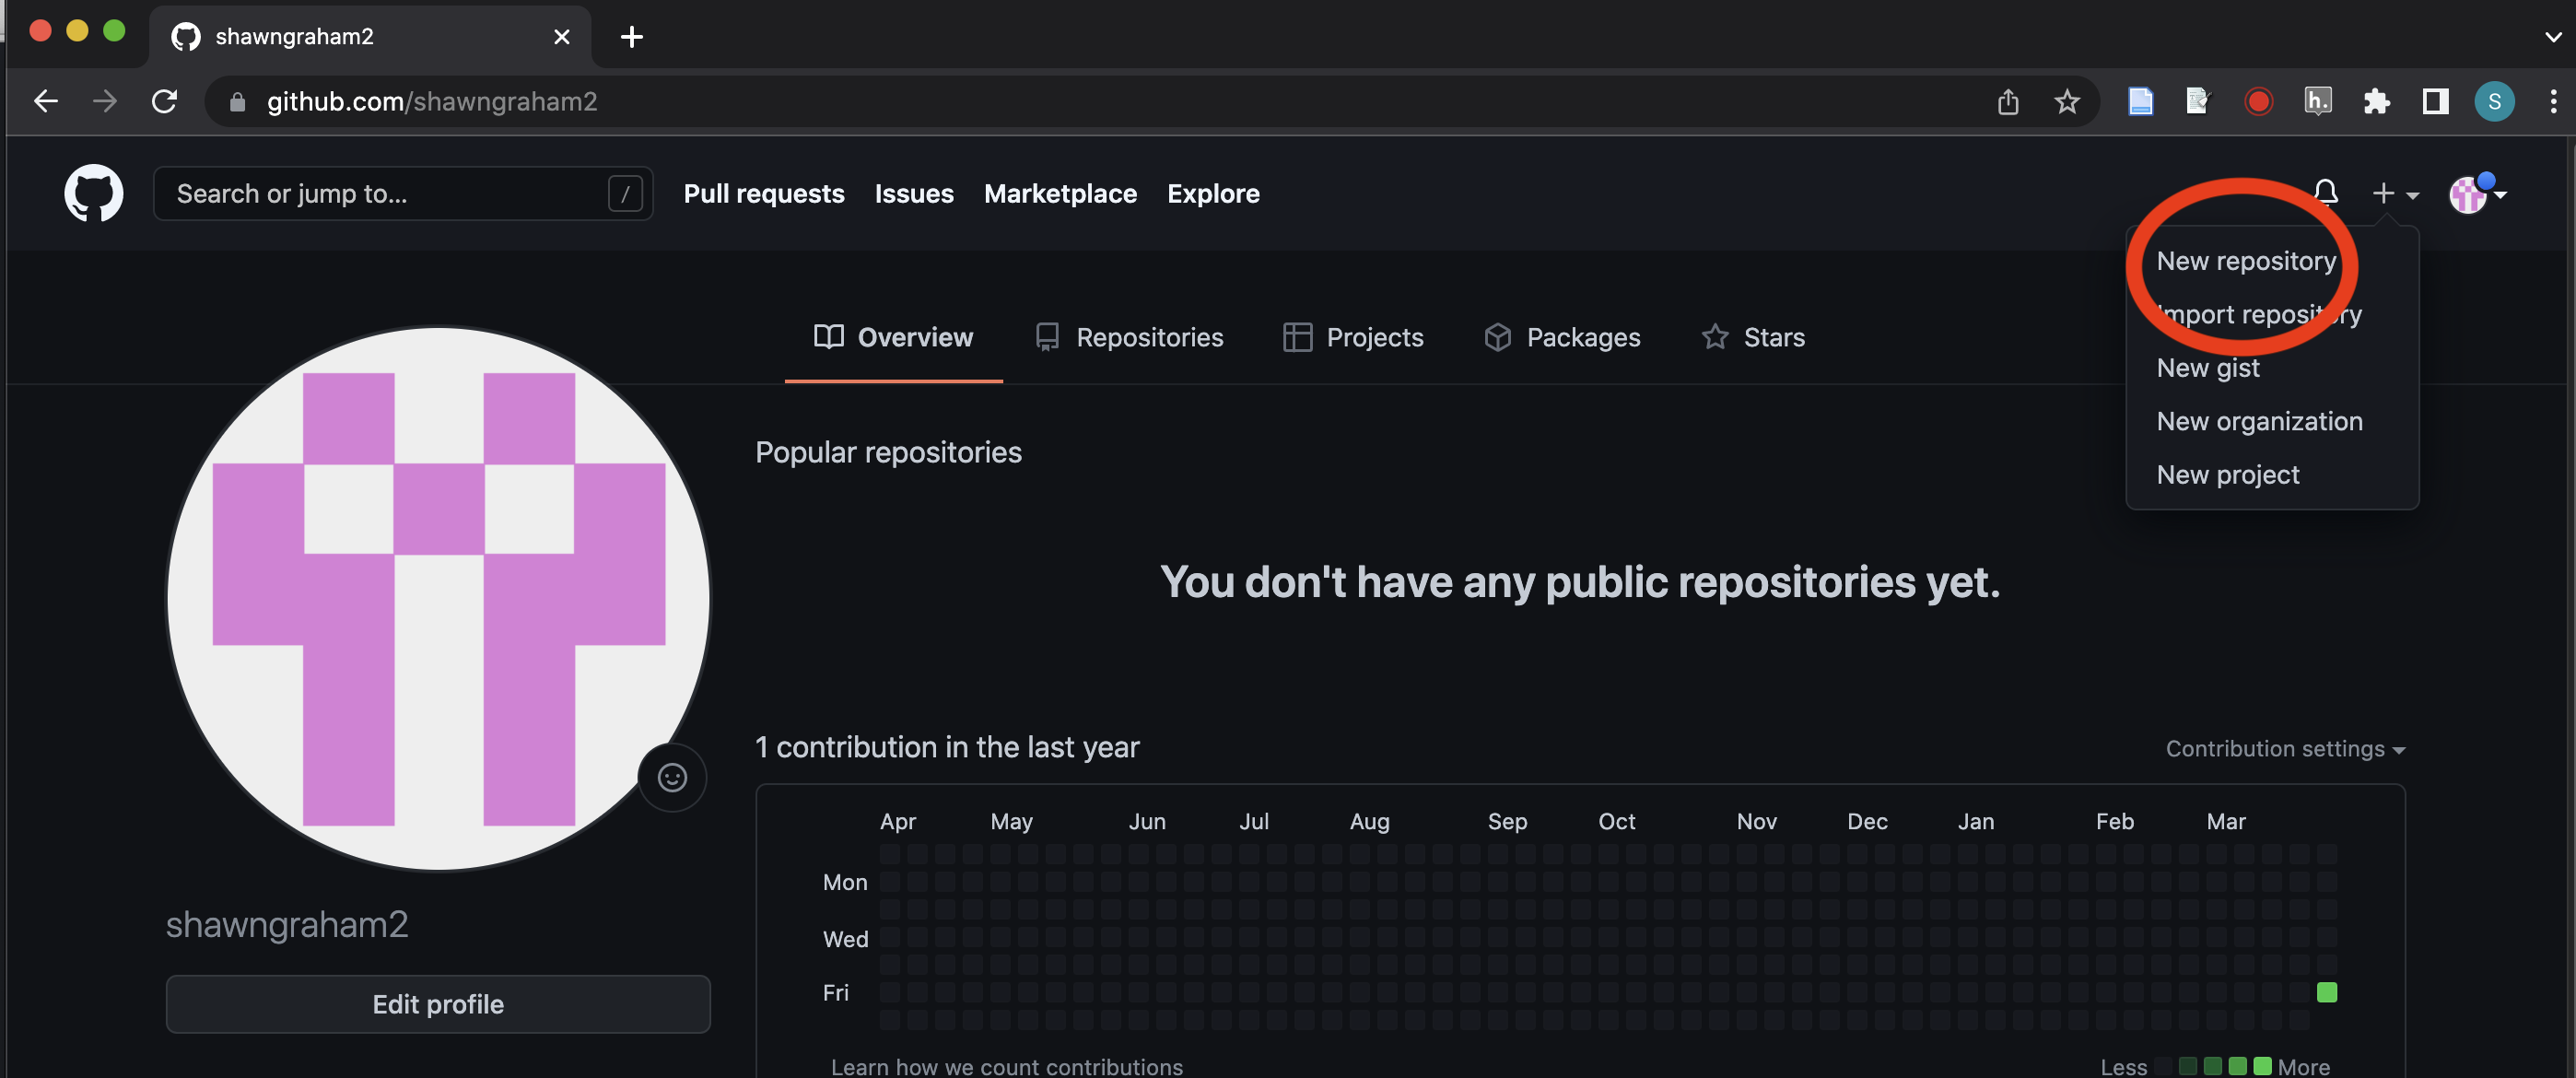 shawngraham2
github.com/shawngraham2
h.
S
Search or jump to... /
Pull requests Issues Marketplace Explore
New repository
Import repository
New gist
New organization
New project
Overview Repositories Projects Packages Stars
Popular repositories
You don't have any public repositories yet.
1 contribution in the last year
Contribution settings
Apr May Jun Jul Aug Sep Oct Nov Dec Jan Feb Mar
Mon
Wed
Fri
Learn how we count contributions
Less More
shawngraham2
Edit profile